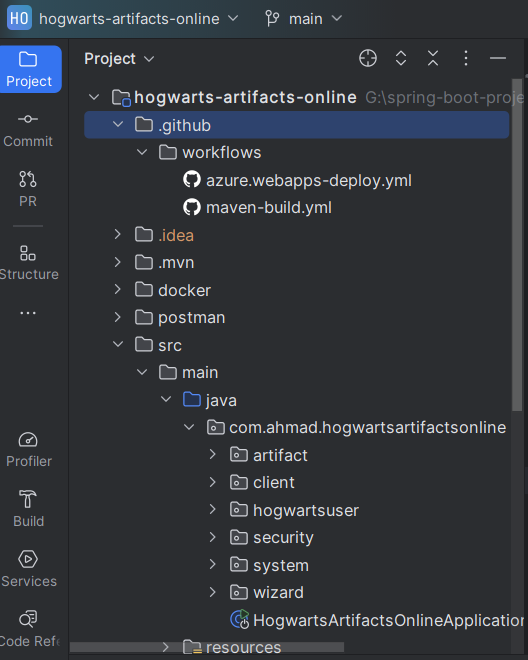 HO hogwarts-artifacts-online main
Project
Project
Commit
PR
Structure
Profiler
Build
Services
Code Refe
hogwarts-artifacts-online G:\spring-boot-proje
.github
workflows
azure.webapps-deploy.yml
maven-build.yml
.idea
.mvn
docker
postman
src
main
java
com.ahmad.hogwartsartifactsonline
artifact
client
hogwartsuser
security
system
wizard
HogwartsArtifactsOnlineApplication
resources